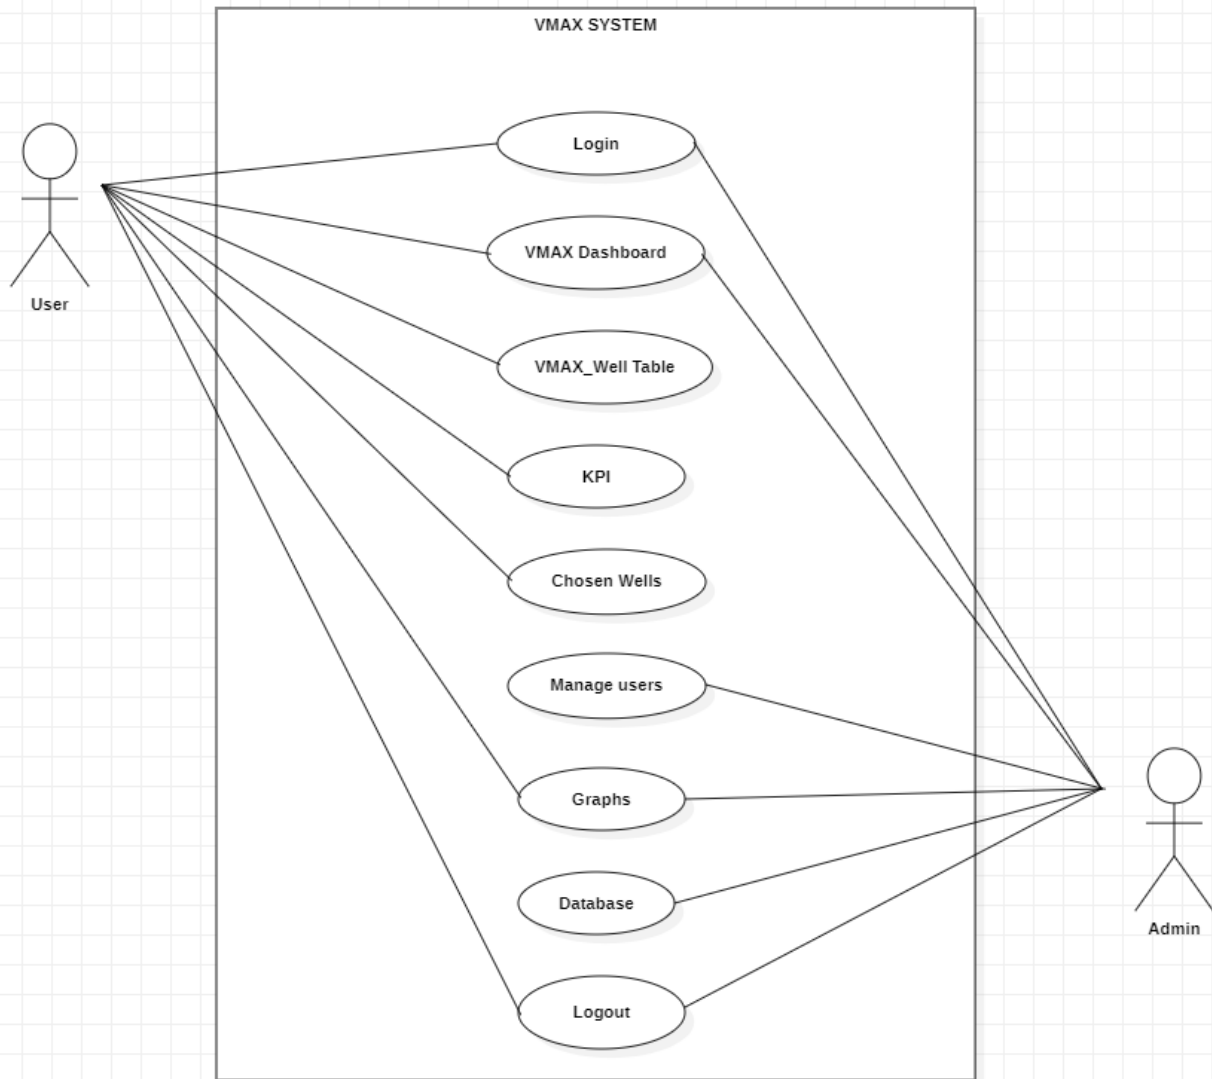 VMAX SYSTEM
Login
VMAX Dashboard
User
VMAX_Well Table
KPI
Chosen Wells
Manage users
Graphs
Database
Admin
Logout